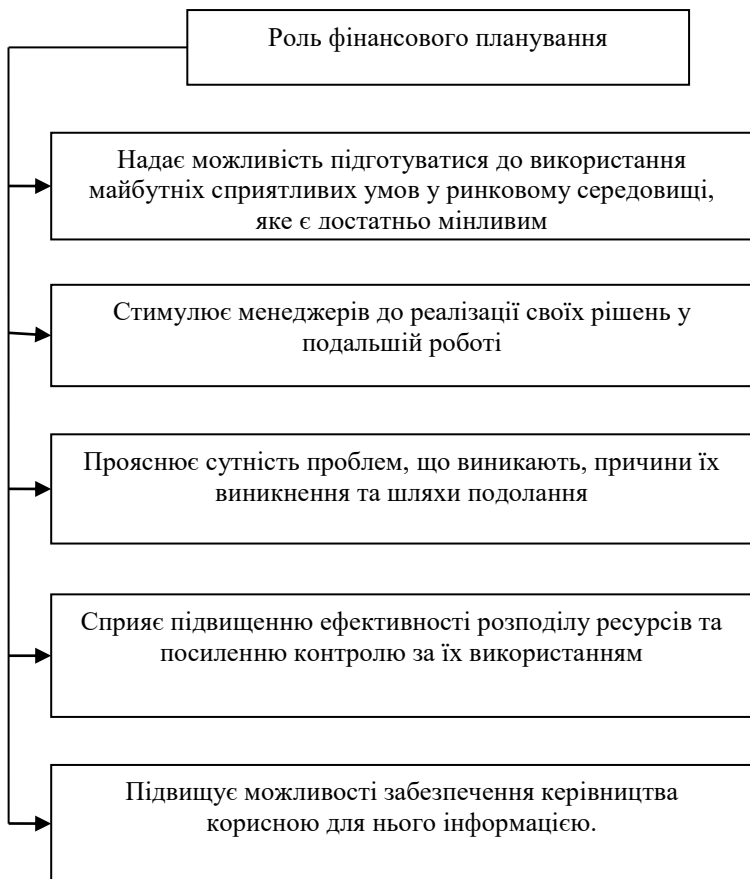 Роль фінансового планування
Надає можливість підготуватися до використання
майбутніх сприятливих умов у ринковому середовищі,
яке є достатньо мінливим
Стимулює менеджерів до реалізації своїх рішень у
подальшій роботі
Прояснює сутність проблем, що виникають, причини їх
виникнення та шляхи подолання
Сприяє підвищенню ефективності розподілу ресурсів та
посиленню контролю за їх використанням
Підвищує можливості забезпечення керівництва
корисною для нього інформацією.